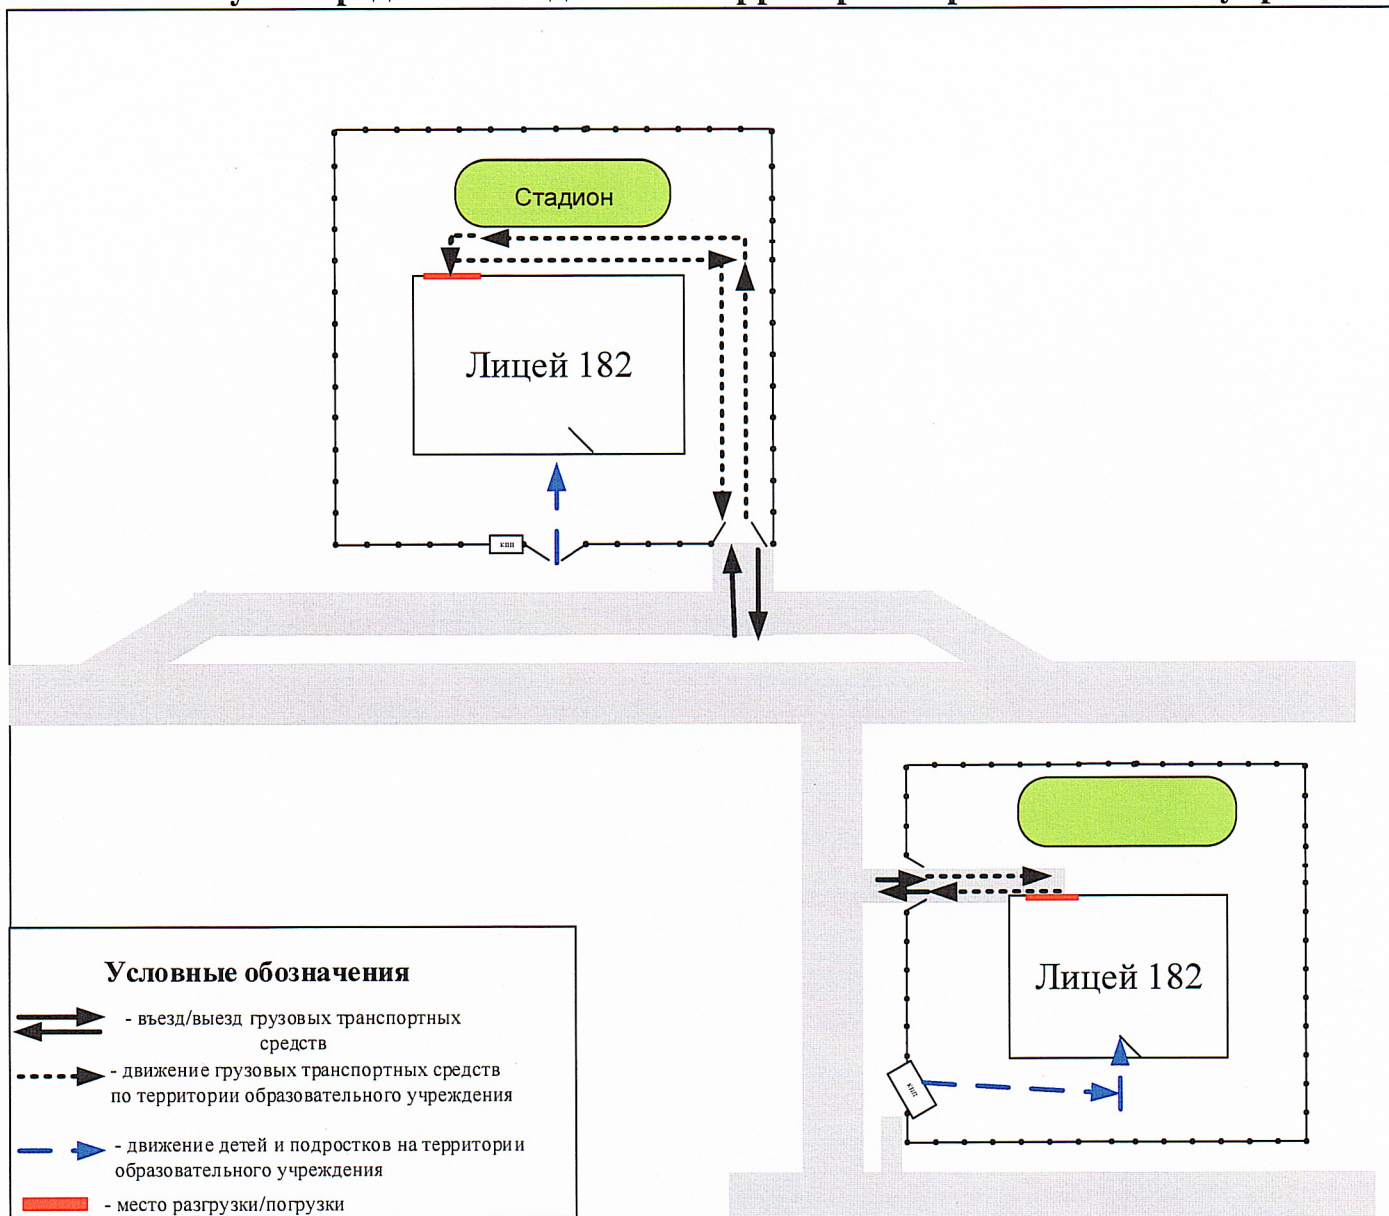 Стадион
Лицей 182
кпп
Лицей 182
кпп
Условные обозначения
- въезд/выезд грузовых транспортных
средств
- движение грузовых транспортных средств
по территории образовательного учреждения
- движение детей и подростков на территории
образовательного учреждения
- место разгрузки/погрузки